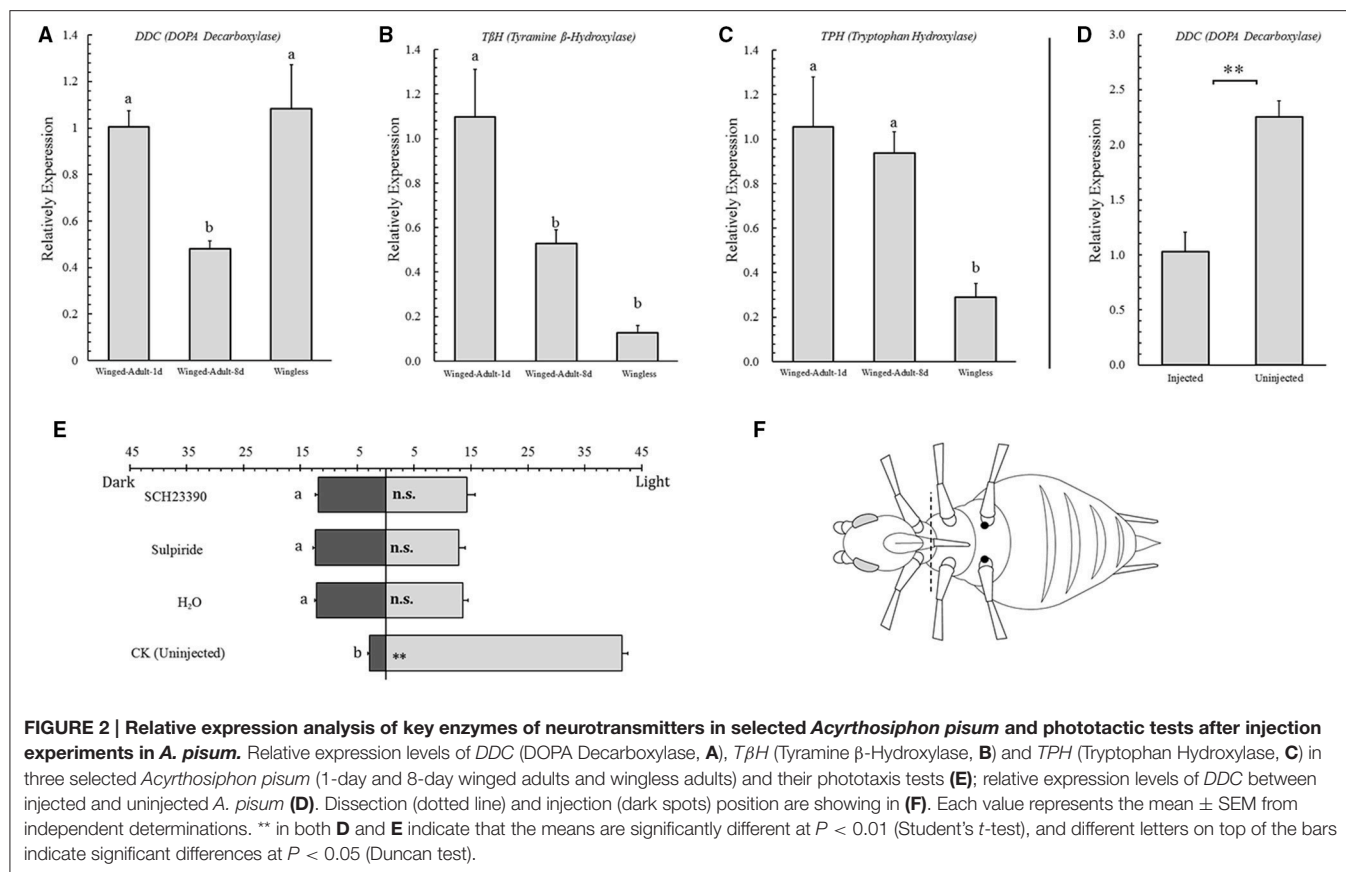 A
DDC (DOPA Decarboxylase)
Relatively Experession
1.4
1.2
1
0.8
0.6
0.4
0.2
0
a
b
a
Winged-Adult-1d
Winged-Adult-8d
Wingless
B
TβH (Tyramine β-Hydroxylase)
Relatively Experession
1.4
1.2
1.0
0.8
0.6
0.4
0.2
0.0
a
b
b
Winged-Adult-1d
Winged-Adult-8d
Wingless
C
TPH (Tryptophan Hydroxylase)
Relatively Experession
1.4
1.2
1.0
0.8
0.6
0.4
0.2
0.0
a
a
b
Winged-Adult-1d
Winged-Adult-8d
Wingless
D
DDC (DOPA Decarboxylase)
Relatively Experession
3.0
2.5
2.0
1.5
1.0
0.5
0.0
**
Injected
Uninjected
E
45 35 25 15 5 5 15 25 35 45
Dark Light
SCH23390 a n.s.
Sulpiride a n.s.
H₂O a n.s.
CK (Uninjected) b **
F
FIGURE 2 | Relative expression analysis of key enzymes of neurotransmitters in selected Acyrthosiphon pisum and phototactic tests after injection
experiments in A. pisum. Relative expression levels of DDC (DOPA Decarboxylase, A), TβH (Tyramine β-Hydroxylase, B) and TPH (Tryptophan Hydroxylase, C) in
three selected Acyrthosiphon pisum (1-day and 8-day winged adults and wingless adults) and their phototaxis tests (E); relative expression levels of DDC between
injected and uninjected A. pisum (D). Dissection (dotted line) and injection (dark spots) position are showing in (F). Each value represents the mean ± SEM from
independent determinations. ** in both D and E indicate that the means are significantly different at P < 0.01 (Student's t-test), and different letters on top of the bars
indicate significant differences at P < 0.05 (Duncan test).